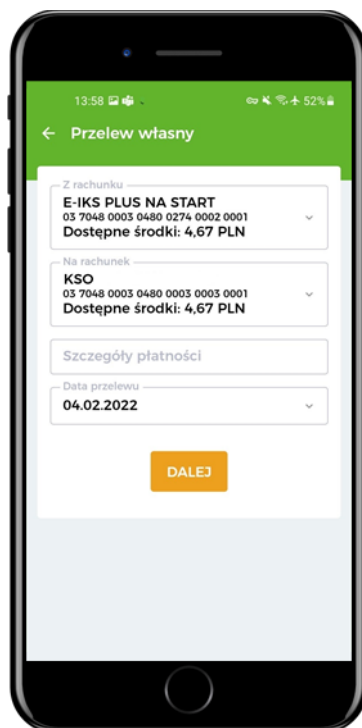 13:58
52%
Przelew własny
Z rachunku
E-IKS PLUS NA START
03 7048 0003 0480 0274 0002 0001
Dostępne środki: 4,67 PLN
Na rachunek
KSO
03 7048 0003 0480 0003 0003 0001
Dostępne środki: 4,67 PLN
Szczegóły płatności
Data przelewu
04.02.2022
DALEJ